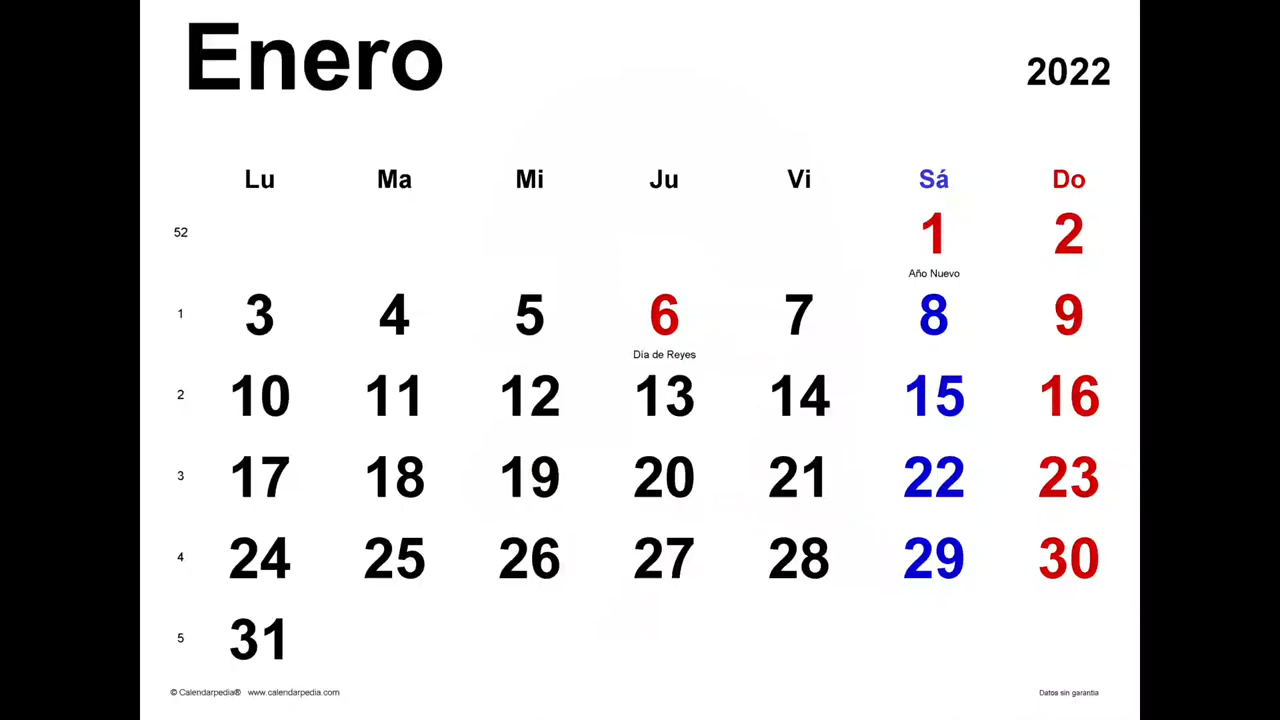 Enero
2022
Lu Ma Mi Ju Vi Sá Do
52 1 2
Año Nuevo
1 3 4 5 6 7 8 9
Día de Reyes
2 10 11 12 13 14 15 16
3 17 18 19 20 21 22 23
4 24 25 26 27 28 29 30
5 31
© Calendarpedia® www.calendarpedia.com Datos sin garantía